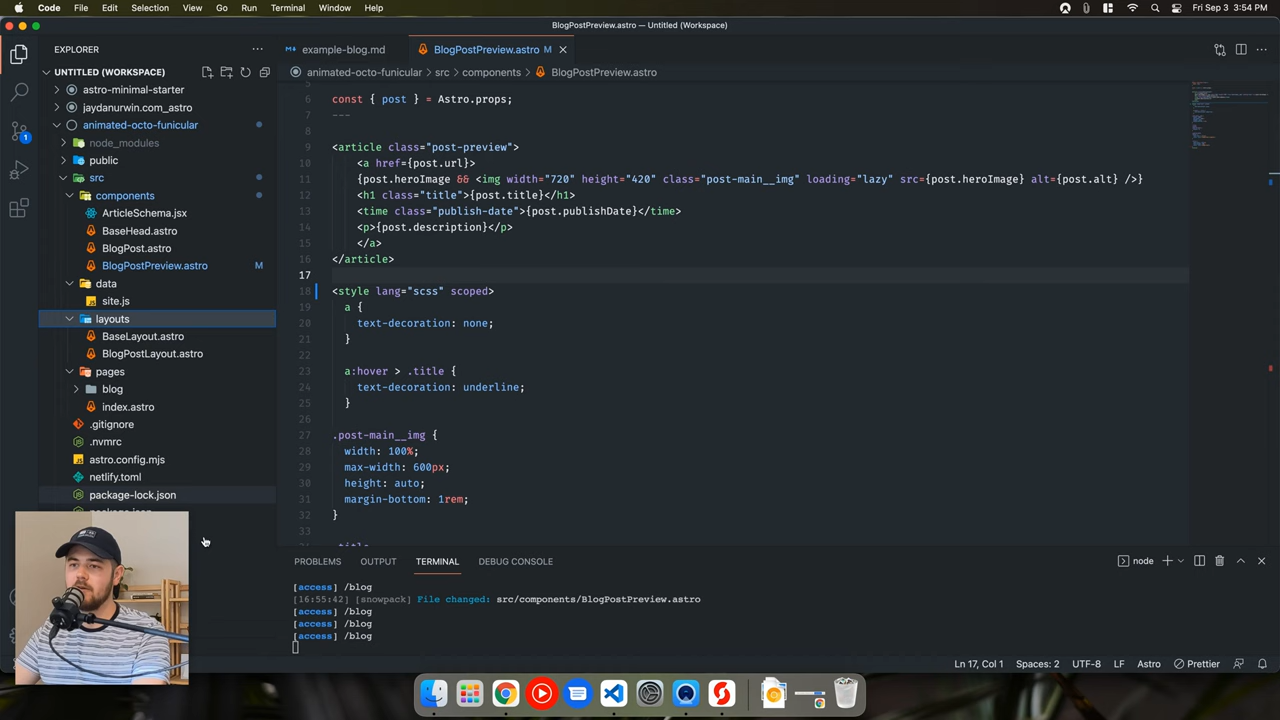 Code File Edit Selection View Go Run Terminal Window Help
Fri Sep 3 3:54 PM
BlogPostPreview.astro — Untitled (Workspace)
EXPLORER
UNTITLED (WORKSPACE)
astro-minimal-starter
jaydanurwin.com_astro
animated-octo-funicular
node_modules
public
src
components
ArticleSchema.jsx
BaseHead.astro
BlogPost.astro
BlogPostPreview.astro M
data
site.js
layouts
BaseLayout.astro
BlogPostLayout.astro
pages
blog
index.astro
.gitignore
.nvmrc
astro.config.mjs
netlify.toml
package-lock.json
1
example-blog.md
BlogPostPreview.astro M
animated-octo-funicular > src > components > BlogPostPreview.astro
6 const { post } = Astro.props;
7 ---
8
9 <article class="post-preview">
10 <a href={post.url}>
11 {post.heroImage && <img width="720" height="420" class="post-main__img" loading="lazy" src={post.heroImage} alt={post.alt} />}
12 <h1 class="title">{post.title}</h1>
13 <time class="publish-date">{post.publishDate}</time>
14 <p>{post.description}</p>
15 </a>
16 </article>
17
18 <style lang="scss" scoped>
19 a {
20 text-decoration: none;
21 }
22
23 a:hover > .title {
24 text-decoration: underline;
25 }
26
27 .post-main__img {
28 width: 100%;
29 max-width: 600px;
30 height: auto;
31 margin-bottom: 1rem;
32 }
33
PROBLEMS OUTPUT TERMINAL DEBUG CONSOLE
node
[access] /blog
[16:55:42] [snowpack] File changed: src/components/BlogPostPreview.astro
[access] /blog
[access] /blog
[access] /blog
Ln 17, Col 1 Spaces: 2 UTF-8 LF Astro Prettier